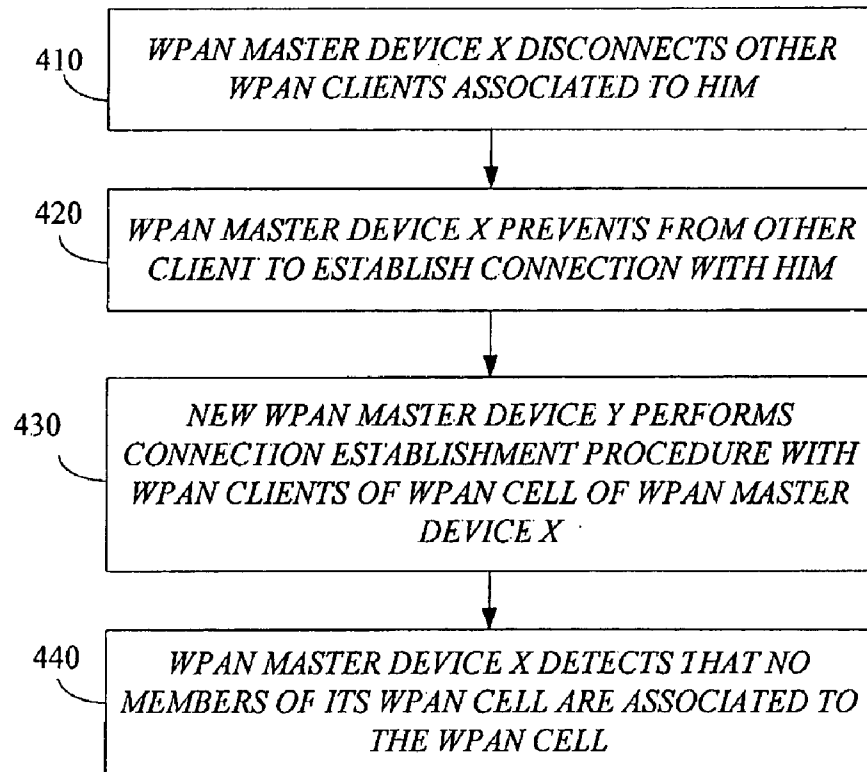 410
WPAN MASTER DEVICE X DISCONNECTS OTHER
WPAN CLIENTS ASSOCIATED TO HIM
420
WPAN MASTER DEVICE X PREVENTS FROM OTHER
CLIENT TO ESTABLISH CONNECTION WITH HIM
430
NEW WPAN MASTER DEVICE Y PERFORMS
CONNECTION ESTABLISHMENT PROCEDURE WITH
WPAN CLIENTS OF WPAN CELL OF WPAN MASTER
DEVICE X
440
WPAN MASTER DEVICE X DETECTS THAT NO
MEMBERS OF ITS WPAN CELL ARE ASSOCIATED TO
THE WPAN CELL